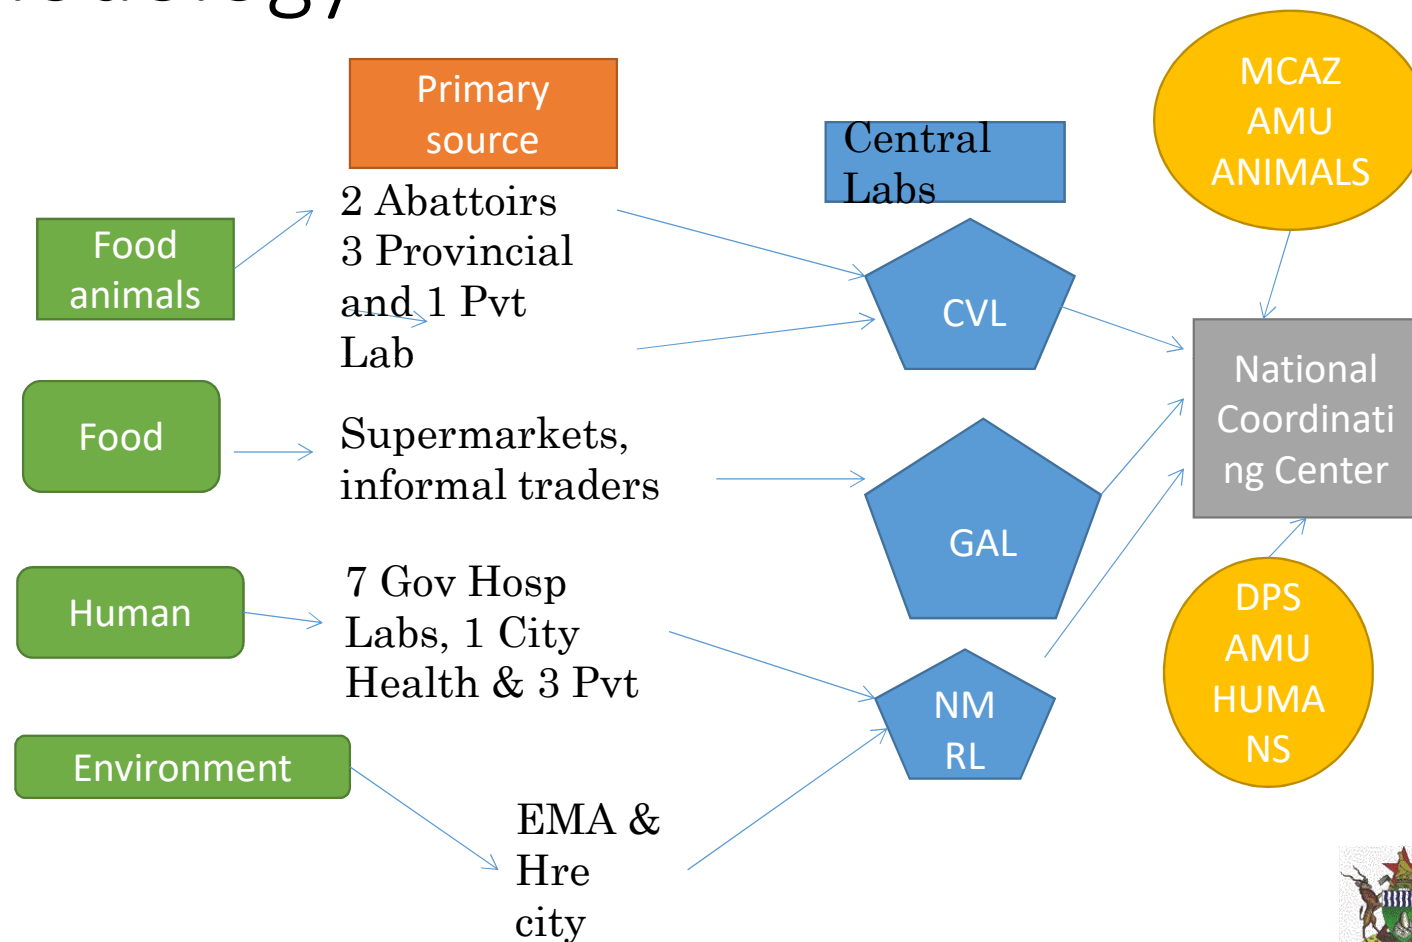 Primary
source
Central
Labs
MCAZ
AMU
ANIMALS
Food
animals
2 Abattoirs
3 Provincial
and 1 Pvt
Lab
CVL
National
Coordinati
ng Center
Food
Supermarkets,
informal traders
GAL
Human
7 Gov Hosp
Labs, 1 City
Health & 3 Pvt
NM
RL
DPS
AMU
HUMA
NS
Environment
EMA &
Hre
city